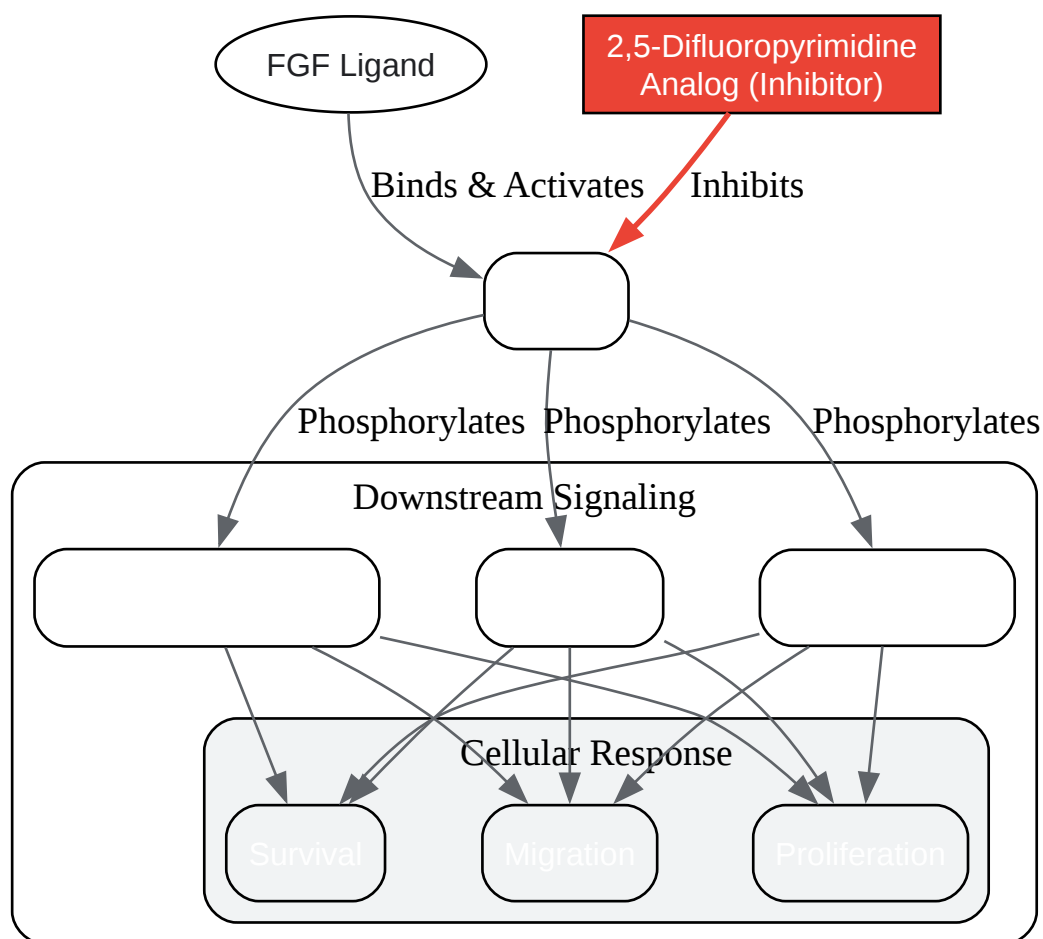 FGF Ligand
2,5-Difluoropyrimidine
Analog (Inhibitor)
Binds & Activates
Inhibits
Phosphorylates
Phosphorylates
Phosphorylates
Downstream Signaling
Cellular Response
Survival
Migration
Proliferation